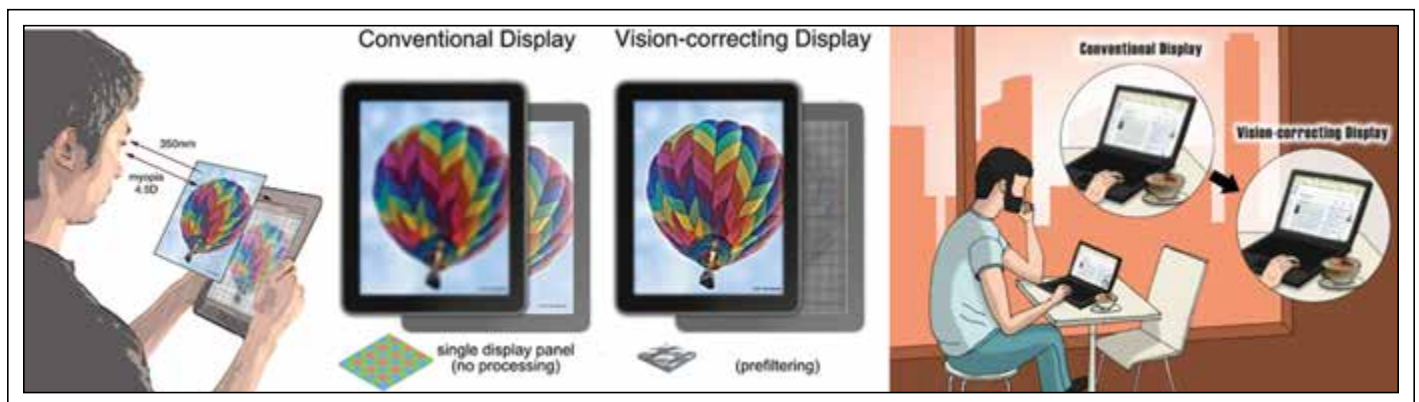 350mm
myopia
4.5D
Conventional Display
Vision-correcting Display
single display panel
(no processing)
(prefiltering)
Conventional Display
Vision-correcting Display